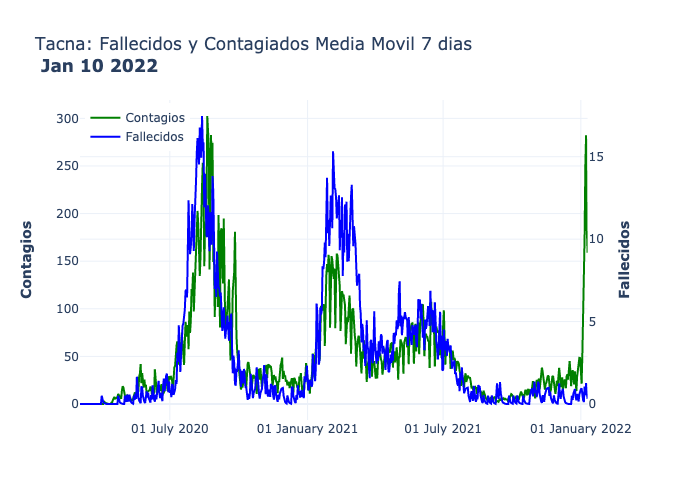 Tacna: Fallecidos y Contagiados Media Movil 7 dias
Jan 10 2022
Contagios
Fallecidos
300
250
200
150
100
50
0
15
10
5
0
Contagios
Fallecidos
01 July 2020
01 January 2021
01 July 2021
01 January 2022